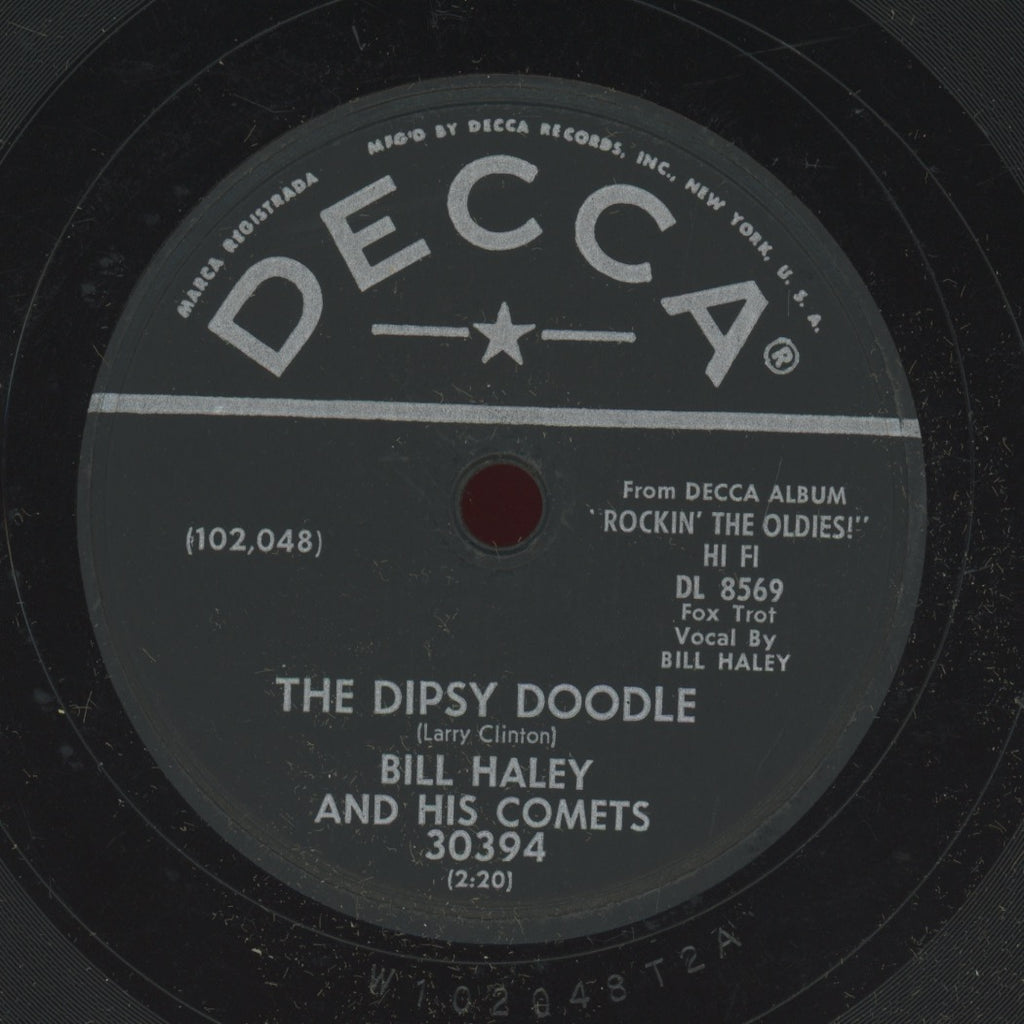 MARCA REGISTRADA
MFG'D BY DECCA RECORDS, INC., NEW YORK, U. S. A.
DECCA®
(102,048)
From DECCA ALBUM
"ROCKIN' THE OLDIES!"
HI FI
DL 8569
Fox Trot
Vocal By
BILL HALEY
THE DIPSY DOODLE
(Larry Clinton)
BILL HALEY
AND HIS COMETS
30394
(2:20)
W102048T2A